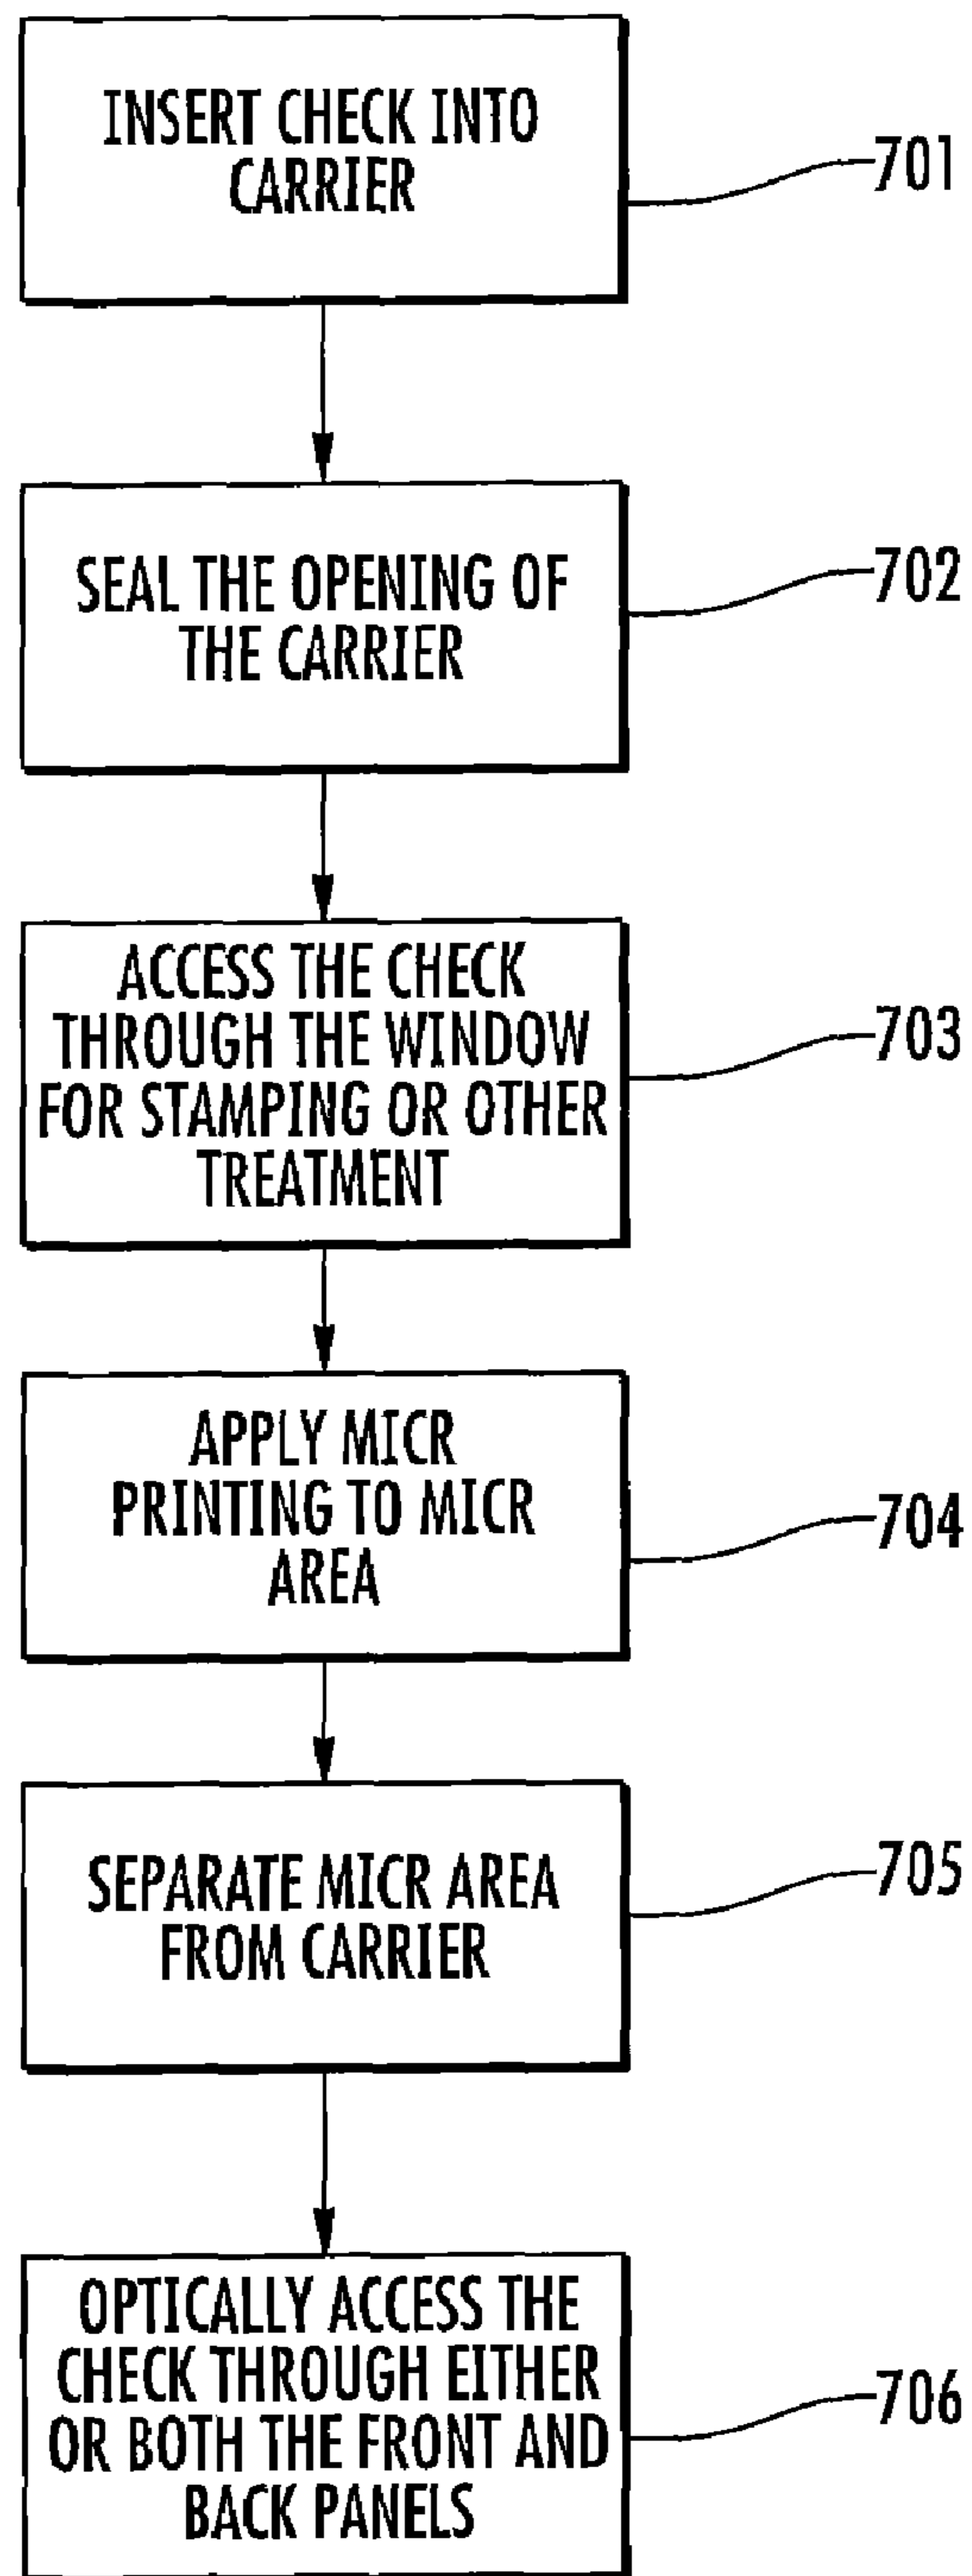 INSERT CHECK INTO
CARRIER
701
SEAL THE OPENING OF
THE CARRIER
702
ACCESS THE CHECK
THROUGH THE WINDOW
FOR STAMPING OR OTHER
TREATMENT
703
APPLY MICR
PRINTING TO MICR
AREA
704
SEPARATE MICR AREA
FROM CARRIER
705
OPTICALLY ACCESS THE
CHECK THROUGH EITHER
OR BOTH THE FRONT AND
BACK PANELS
706